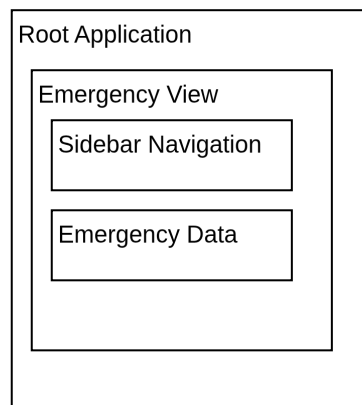 Root Application
Emergency View
Sidebar Navigation
Emergency Data